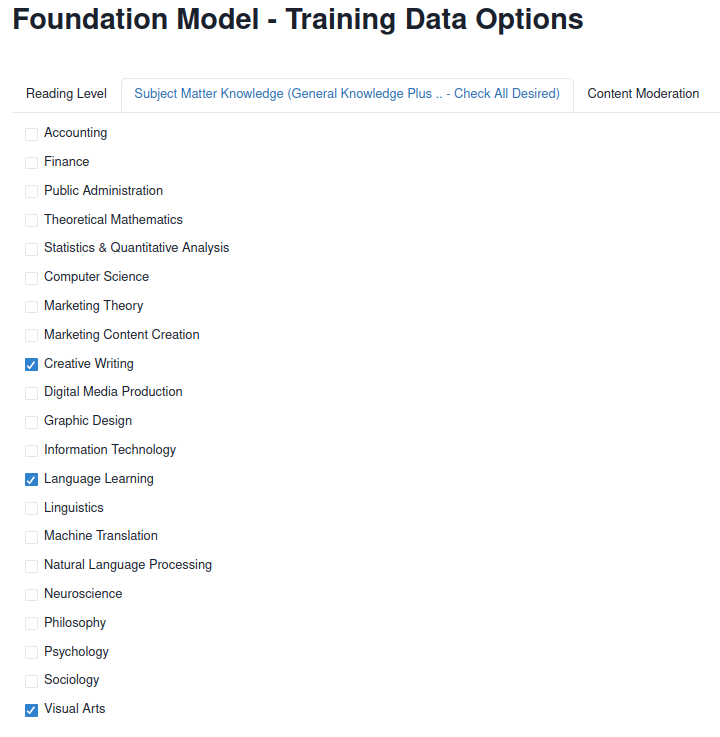 Foundation Model - Training Data Options
Reading Level Subject Matter Knowledge (General Knowledge Plus .. - Check All Desired) Content Moderation
Accounting
Finance
Public Administration
Theoretical Mathematics
Statistics & Quantitative Analysis
Computer Science
Marketing Theory
Marketing Content Creation
Creative Writing
Digital Media Production
Graphic Design
Information Technology
Language Learning
Linguistics
Machine Translation
Natural Language Processing
Neuroscience
Philosophy
Psychology
Sociology
Visual Arts